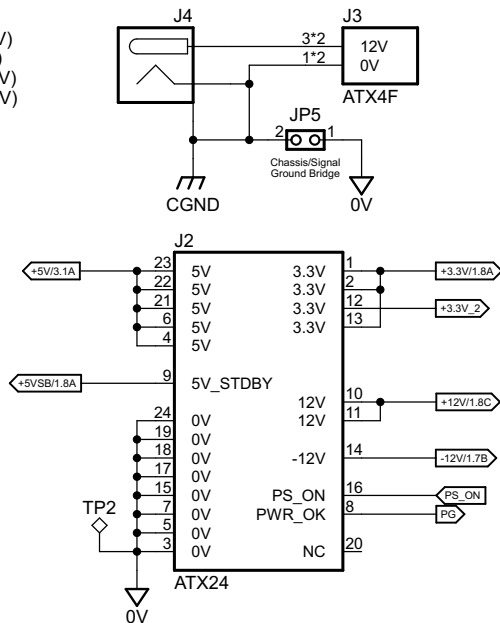 V)
)
V)
V)
J4
J3
3*2
12V
1*2
0V
ATX4F
JP5
2
1
Chassis/Signal
Ground Bridge
CGND
0V
J2
+5V/3.1A
23
5V
3.3V
1
+3.3V/1.8A
22
5V
3.3V
2
21
5V
3.3V
12
+3.3V_2
6
5V
3.3V
13
4
5V
+5VSB/1.8A
9
5V_STDBY
12V
10
+12V/1.8C
24
0V
12V
11
19
0V
18
0V
-12V
14
-12V/1.7B
17
0V
15
0V
PS_ON
16
PS_ON
TP2
7
0V
PWR_OK
8
PG
5
0V
3
0V
NC
20
ATX24
0V